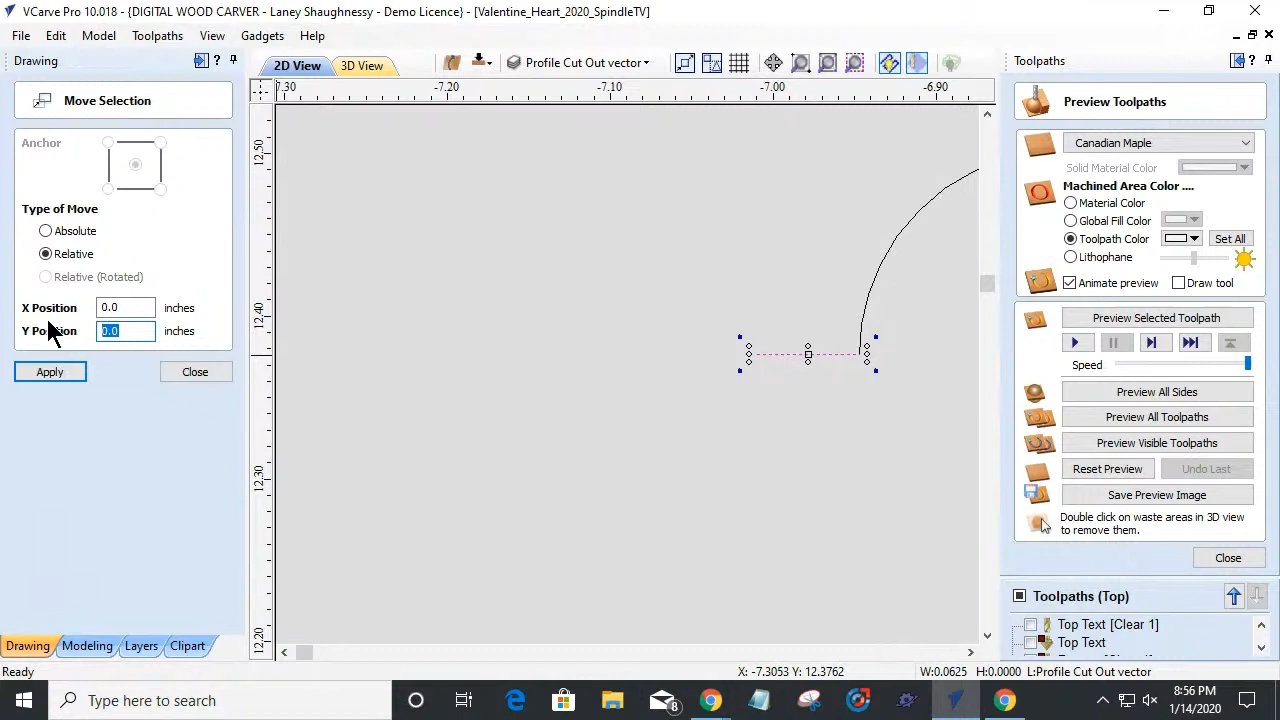 VCarve Pro 10.018 - {DIGITAL WOOD CARVER - Laney Shaughnessy - Demo Licence} - [Valentine_Heart_2020_SpindleTV]
File Edit Model Toolpaths View Gadgets Help
Drawing
Move Selection
Anchor
Type of Move
Absolute
Relative
Relative (Rotated)
X Position 0.0 inches
Y Position 0.0 inches
Apply Close
Drawing Modeling Layers Clipart
2D View 3D View Profile Cut Out vector
7.30 -7.20 -7.10 -7.00 -6.90
12.50
12.40
12.30
12.20
Toolpaths
Preview Toolpaths
Canadian Maple
Solid Material Color
Machined Area Color ....
Material Color
Global Fill Color
Toolpath Color Set All
Lithophane
Animate preview Draw tool
Preview Selected Toolpath
Speed
Preview All Sides
Preview All Toolpaths
Preview Visible Toolpaths
Reset Preview Undo Last
Save Preview Image
Double click on waste areas in 3D view
to remove them.
Close
Toolpaths (Top)
Top Text [Clear 1]
Top Text
Ready X: -7.3053 Y: 12.3762 W:0.0625 H:0.0000 L:Profile Cut Out vector
Type here to search
8
8:56 PM
1/14/2020